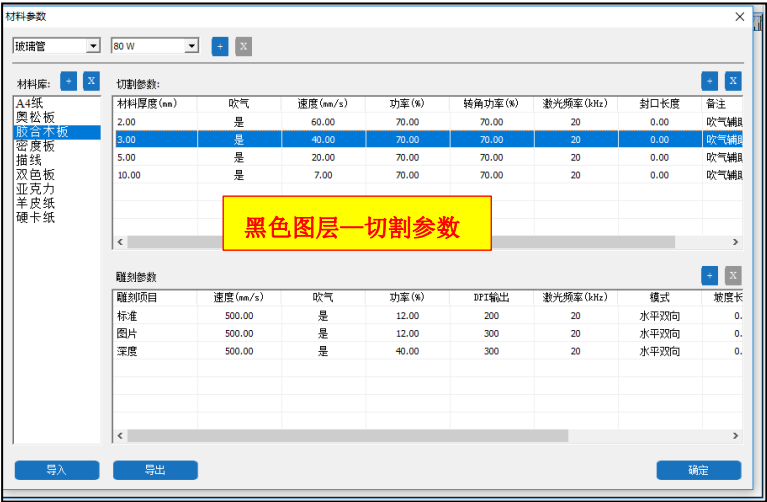 材料参数
玻璃管 80 W + X
材料库: + X 切割参数: + X
A4纸
奥松板
胶合木板
密度板
描线
双色板
亚克力
羊皮纸
硬卡纸
材料厚度(mm) 吹气 速度(mm/s) 功率(%) 转角功率(%) 激光频率(kHz) 封口长度 备注
2.00 是 60.00 70.00 70.00 20 0.00 吹气辅助
3.00 是 40.00 70.00 70.00 20 0.00 吹气辅助
5.00 是 20.00 70.00 70.00 20 0.00 吹气辅助
10.00 是 7.00 70.00 70.00 20 0.00 吹气辅助
黑色图层—切割参数
雕刻参数 + X
雕刻项目 速度(mm/s) 吹气 功率(%) DPI输出 激光频率(kHz) 模式 坡度长
标准 500.00 是 12.00 200 20 水平双向 0.
图片 500.00 是 12.00 300 20 水平双向 0.
深度 500.00 是 40.00 300 20 水平双向 0.
导入 导出 确定